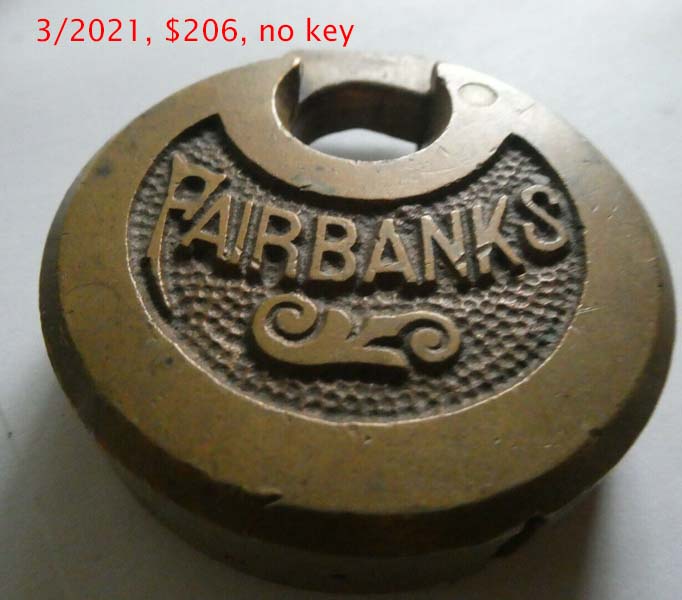 3/2021, $206, no key
FAIRBANKS